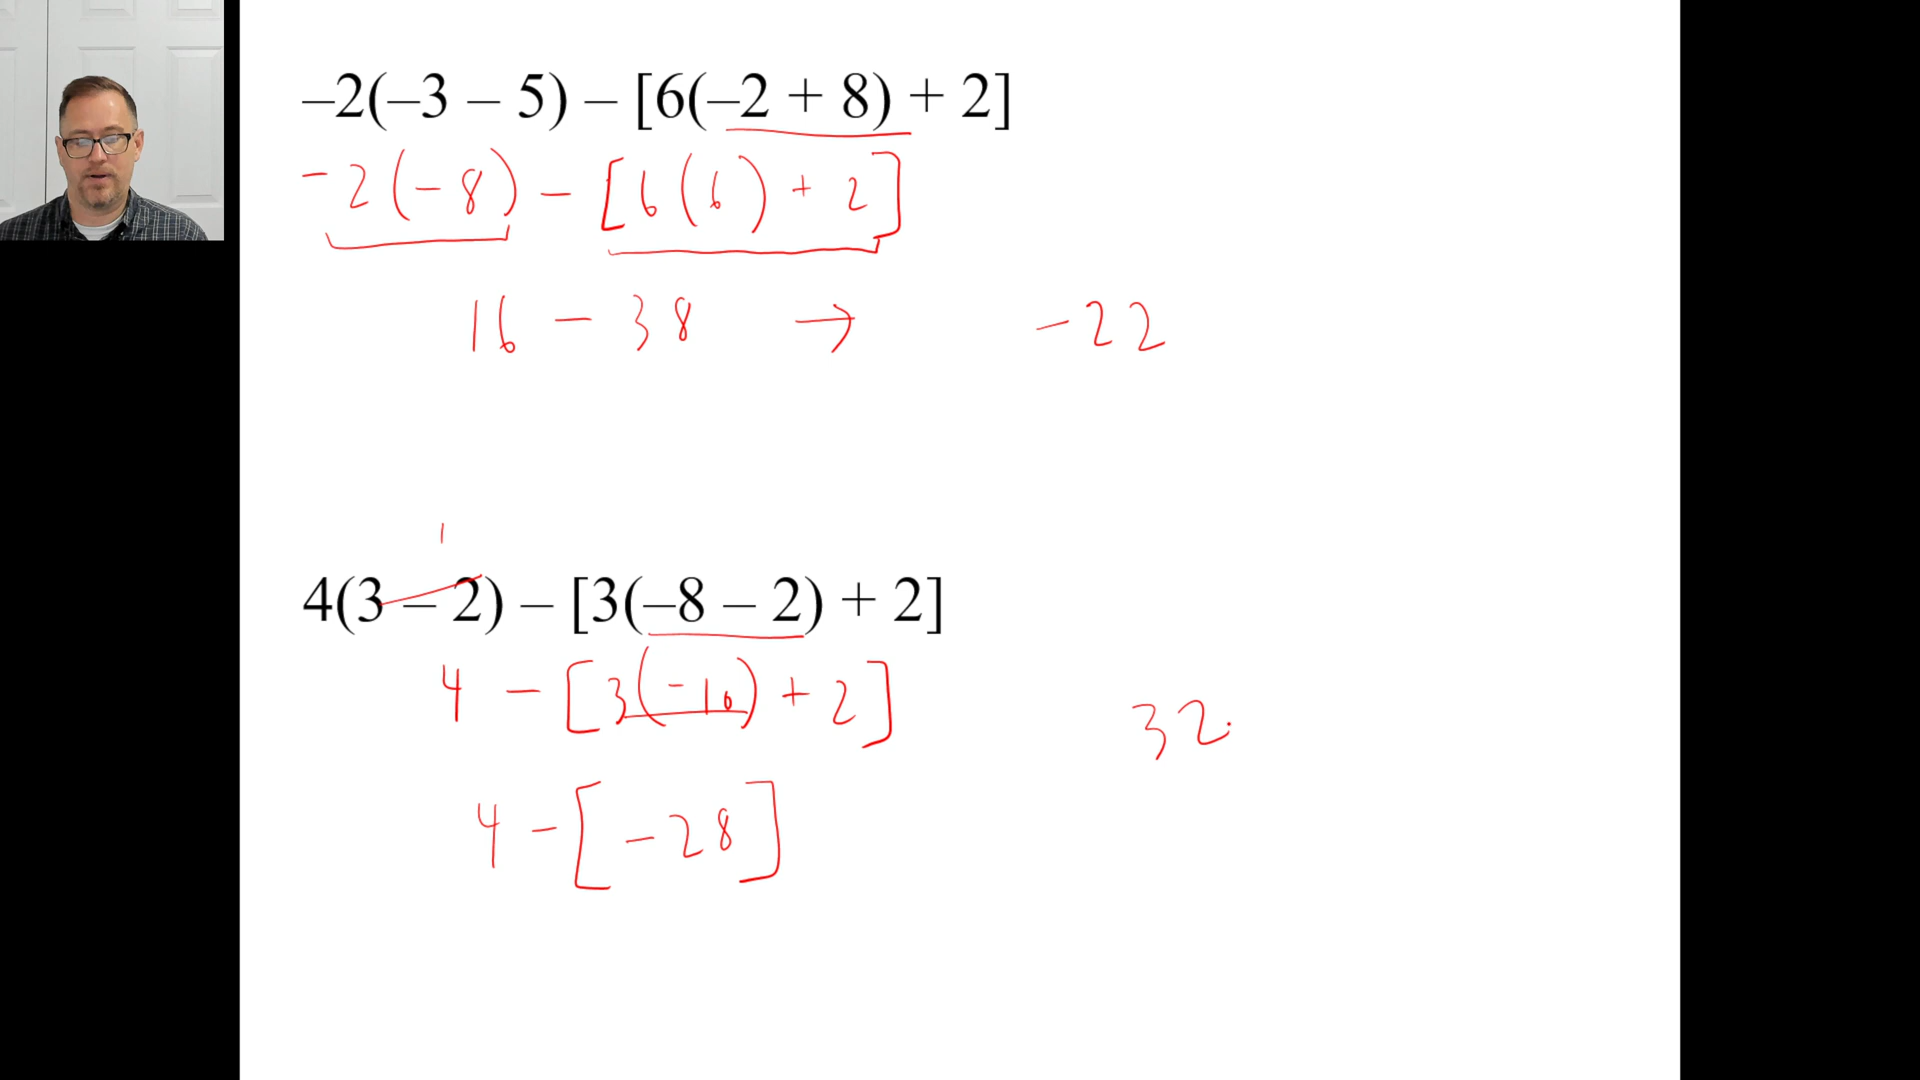 –2(–3 – 5) – [6(–2 + 8) + 2]
-2(-8) - [6(6) + 2]
16 - 38 → -22
1
4(3 – 2) – [3(–8 – 2) + 2]
4 - [3(-10) + 2]
32
4 - [-28]